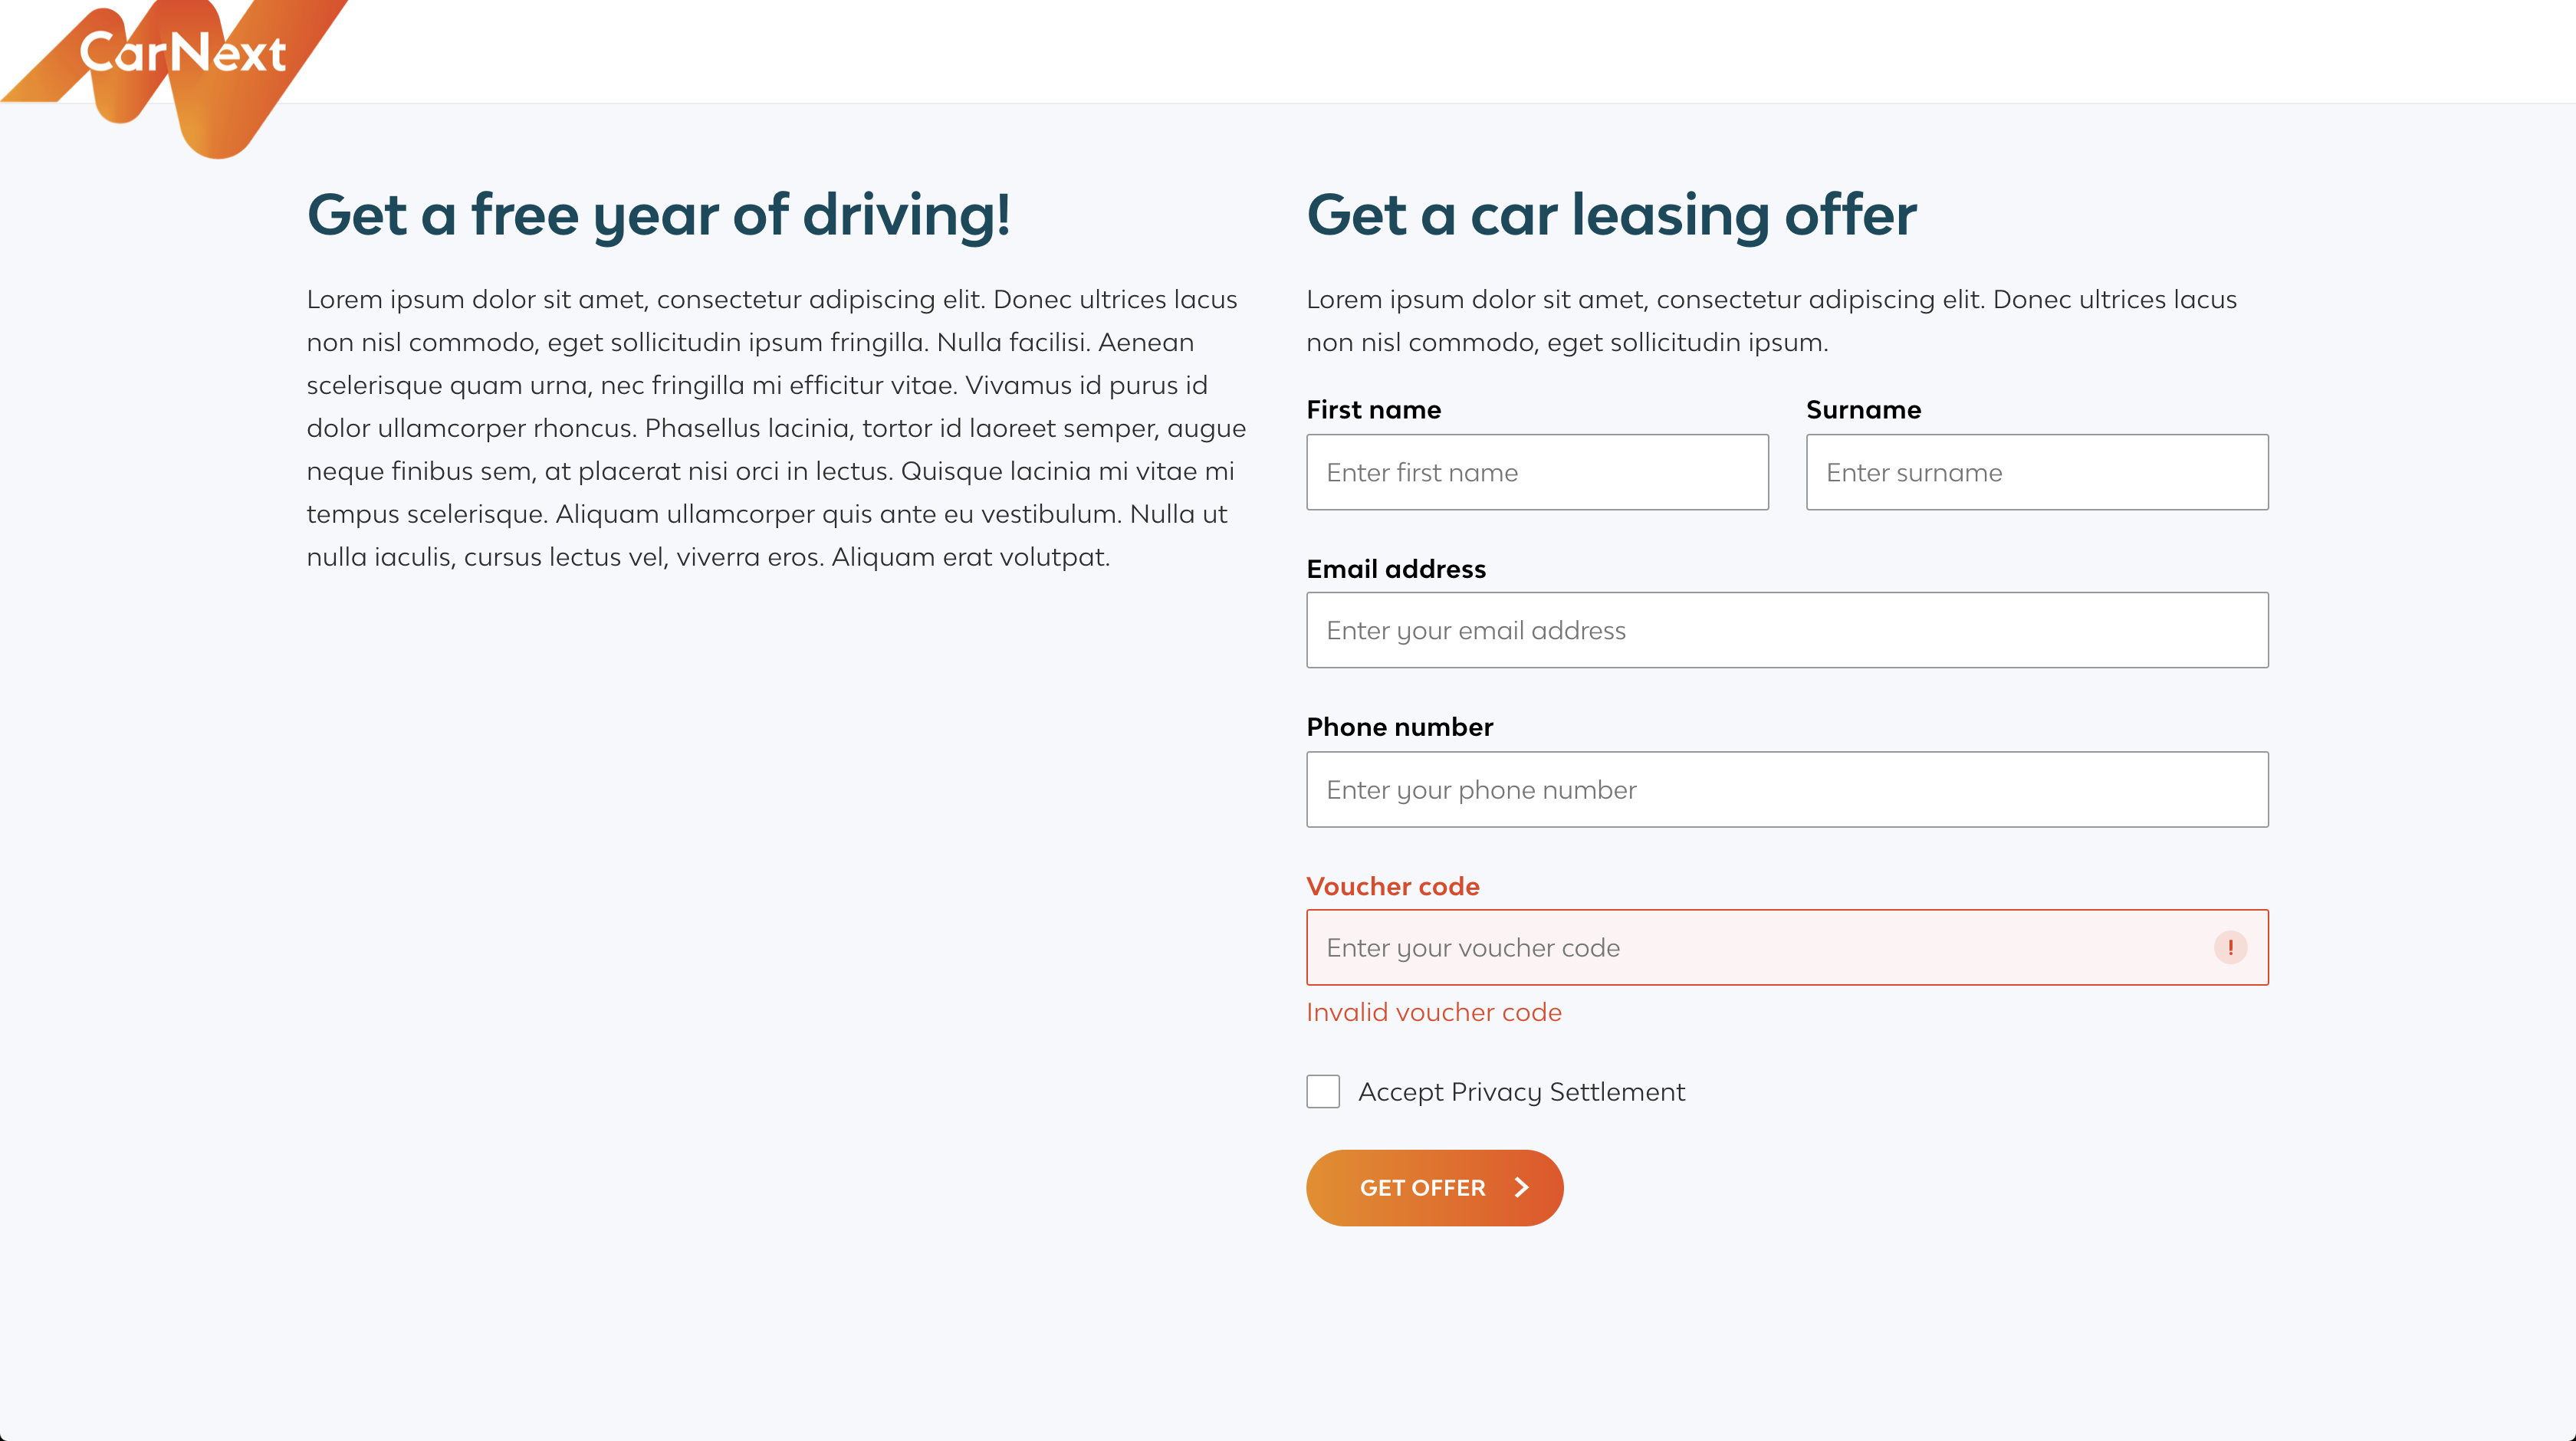 CarNext
Get a free year of driving!
Lorem ipsum dolor sit amet, consectetur adipiscing elit. Donec ultrices lacus
non nisl commodo, eget sollicitudin ipsum fringilla. Nulla facilisi. Aenean
scelerisque quam urna, nec fringilla mi efficitur vitae. Vivamus id purus id
dolor ullamcorper rhoncus. Phasellus lacinia, tortor id laoreet semper, augue
neque finibus sem, at placerat nisi orci in lectus. Quisque lacinia mi vitae mi
tempus scelerisque. Aliquam ullamcorper quis ante eu vestibulum. Nulla ut
nulla iaculis, cursus lectus vel, viverra eros. Aliquam erat volutpat.
Get a car leasing offer
Lorem ipsum dolor sit amet, consectetur adipiscing elit. Donec ultrices lacus
non nisl commodo, eget sollicitudin ipsum.
First name
Surname
Enter first name
Enter surname
Email address
Enter your email address
Phone number
Enter your phone number
Voucher code
Enter your voucher code
!
Invalid voucher code
Accept Privacy Settlement
GET OFFER